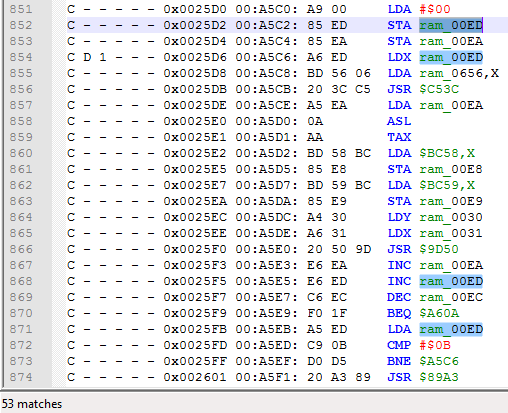 851 C - - - - - 0x0025D0 00:A5C0: A9 00 LDA #$00
852 C - - - - - 0x0025D2 00:A5C2: 85 ED STA ram_00ED
853 C - - - - - 0x0025D4 00:A5C4: 85 EA STA ram_00EA
854 C D 1 - - - 0x0025D6 00:A5C6: A6 ED LDX ram_00ED
855 C - - - - - 0x0025D8 00:A5C8: BD 56 06 LDA ram_0656,X
856 C - - - - - 0x0025DB 00:A5CB: 20 3C C5 JSR $C53C
857 C - - - - - 0x0025DE 00:A5CE: A5 EA LDA ram_00EA
858 C - - - - - 0x0025E0 00:A5D0: 0A ASL
859 C - - - - - 0x0025E1 00:A5D1: AA TAX
860 C - - - - - 0x0025E2 00:A5D2: BD 58 BC LDA $BC58,X
861 C - - - - - 0x0025E5 00:A5D5: 85 E8 STA ram_00E8
862 C - - - - - 0x0025E7 00:A5D7: BD 59 BC LDA $BC59,X
863 C - - - - - 0x0025EA 00:A5DA: 85 E9 STA ram_00E9
864 C - - - - - 0x0025EC 00:A5DC: A4 30 LDY ram_0030
865 C - - - - - 0x0025EE 00:A5DE: A6 31 LDX ram_0031
866 C - - - - - 0x0025F0 00:A5E0: 20 50 9D JSR $9D50
867 C - - - - - 0x0025F3 00:A5E3: E6 EA INC ram_00EA
868 C - - - - - 0x0025F5 00:A5E5: E6 ED INC ram_00ED
869 C - - - - - 0x0025F7 00:A5E7: C6 EC DEC ram_00EC
870 C - - - - - 0x0025F9 00:A5E9: F0 1F BEQ $A60A
871 C - - - - - 0x0025FB 00:A5EB: A5 ED LDA ram_00ED
872 C - - - - - 0x0025FD 00:A5ED: C9 0B CMP #$0B
873 C - - - - - 0x0025FF 00:A5EF: D0 D5 BNE $A5C6
874 C - - - - - 0x002601 00:A5F1: 20 A3 89 JSR $89A3
53 matches